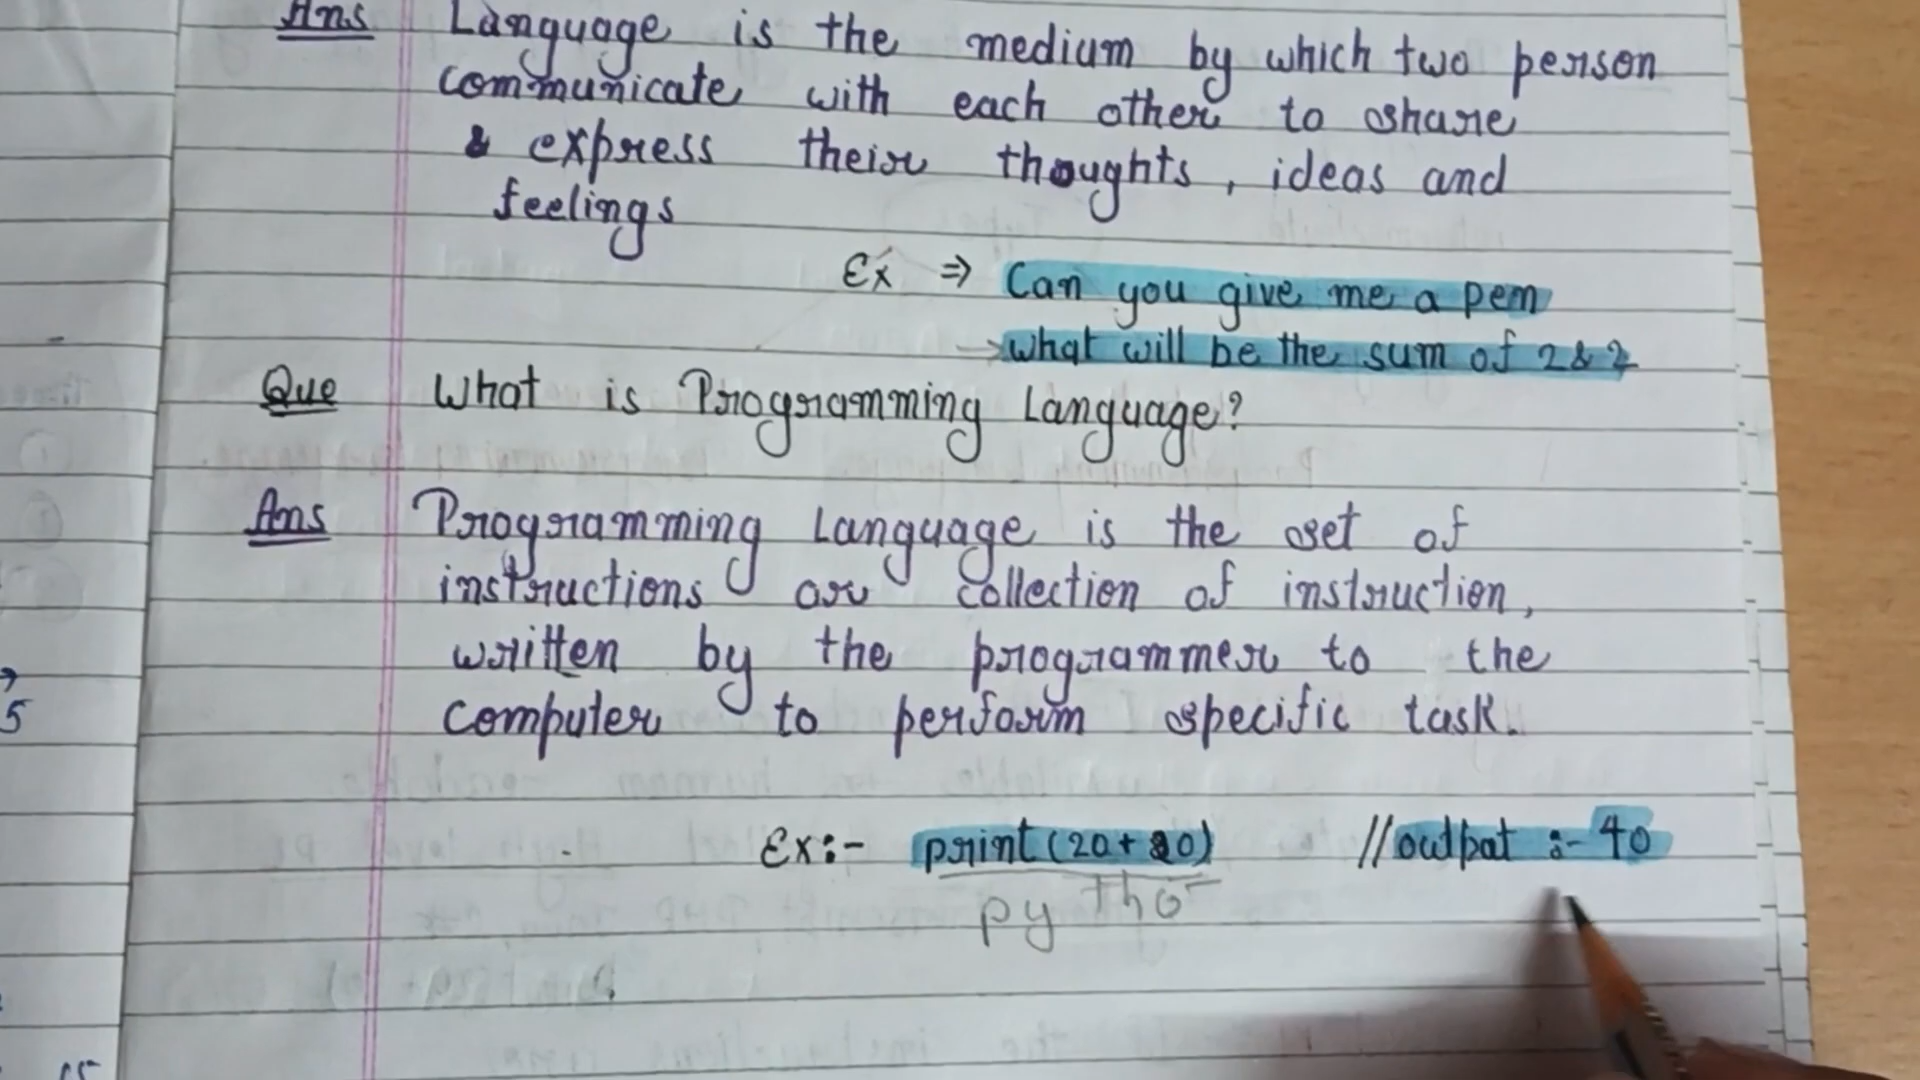 Ans Language is the medium by which two person
communicate with each other to share
& express their thoughts, ideas and
feelings
Ex ⇒ Can you give me a pen
→ what will be the sum of 2 & 2
Que What is Programming Language?
Ans Programming Language is the set of
instructions or collection of instruction,
written by the programmer to the
computer to perform specific task.
Ex:- print(20+20) //output :- 40
pytho
5